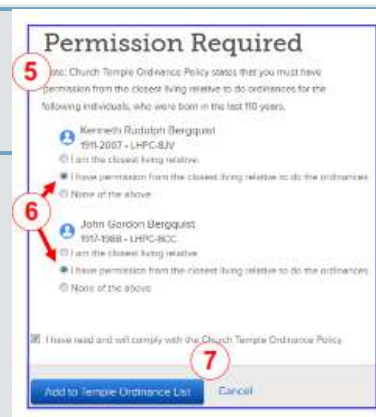 Permission Required
5
Note: Church Temple Ordinance Policy states that you must have
permission from the closest living relative to do ordinances for the
following individuals, who were born in the last 110 years.
Kenneth Rudolph Bergquist
1911-2007 • LHPC-8JV
I am the closest living relative.
I have permission from the closest living relative to do the ordinances.
None of the above
6
John Gordon Bergquist
1917-1988 • LHPC-8CC
I am the closest living relative.
I have permission from the closest living relative to do the ordinances.
None of the above
I have read and will comply with the Church Temple Ordinance Policy.
7
Add to Temple Ordinance List
Cancel